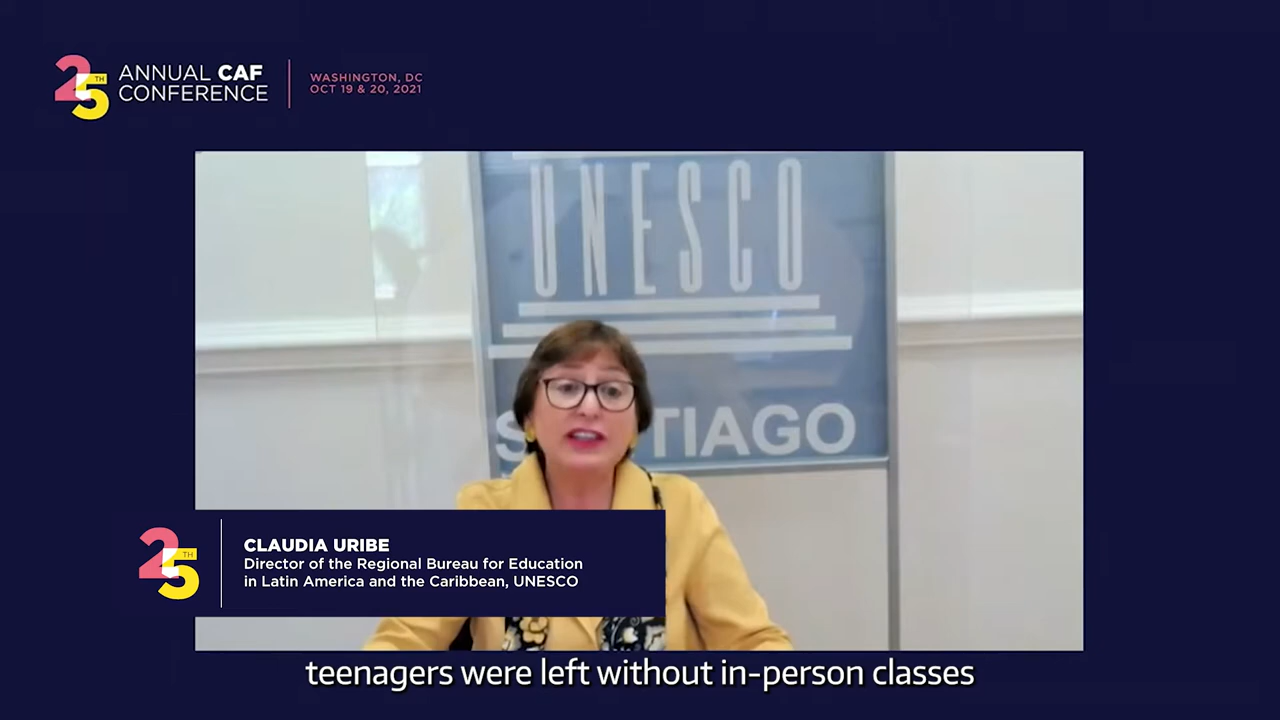 25TH
ANNUAL CAF
CONFERENCE
WASHINGTON, DC
OCT 19 & 20, 2021
UNESCO
S TIAGO
25TH
CLAUDIA URIBE
Director of the Regional Bureau for Education
in Latin America and the Caribbean, UNESCO
teenagers were left without in-person classes